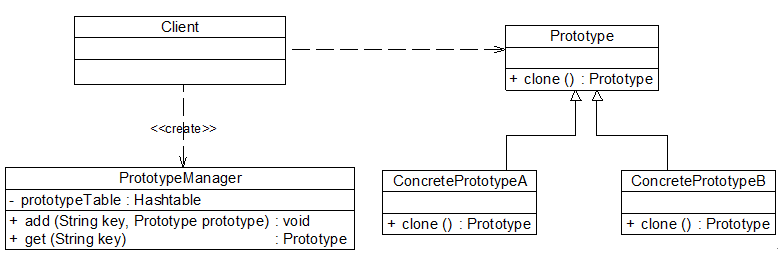 Client
Prototype
+ clone () : Prototype
<<create>>
PrototypeManager
- prototypeTable : Hashtable
+ add (String key, Prototype prototype) : void
+ get (String key) : Prototype
ConcretePrototypeA
+ clone () : Prototype
ConcretePrototypeB
+ clone () : Prototype